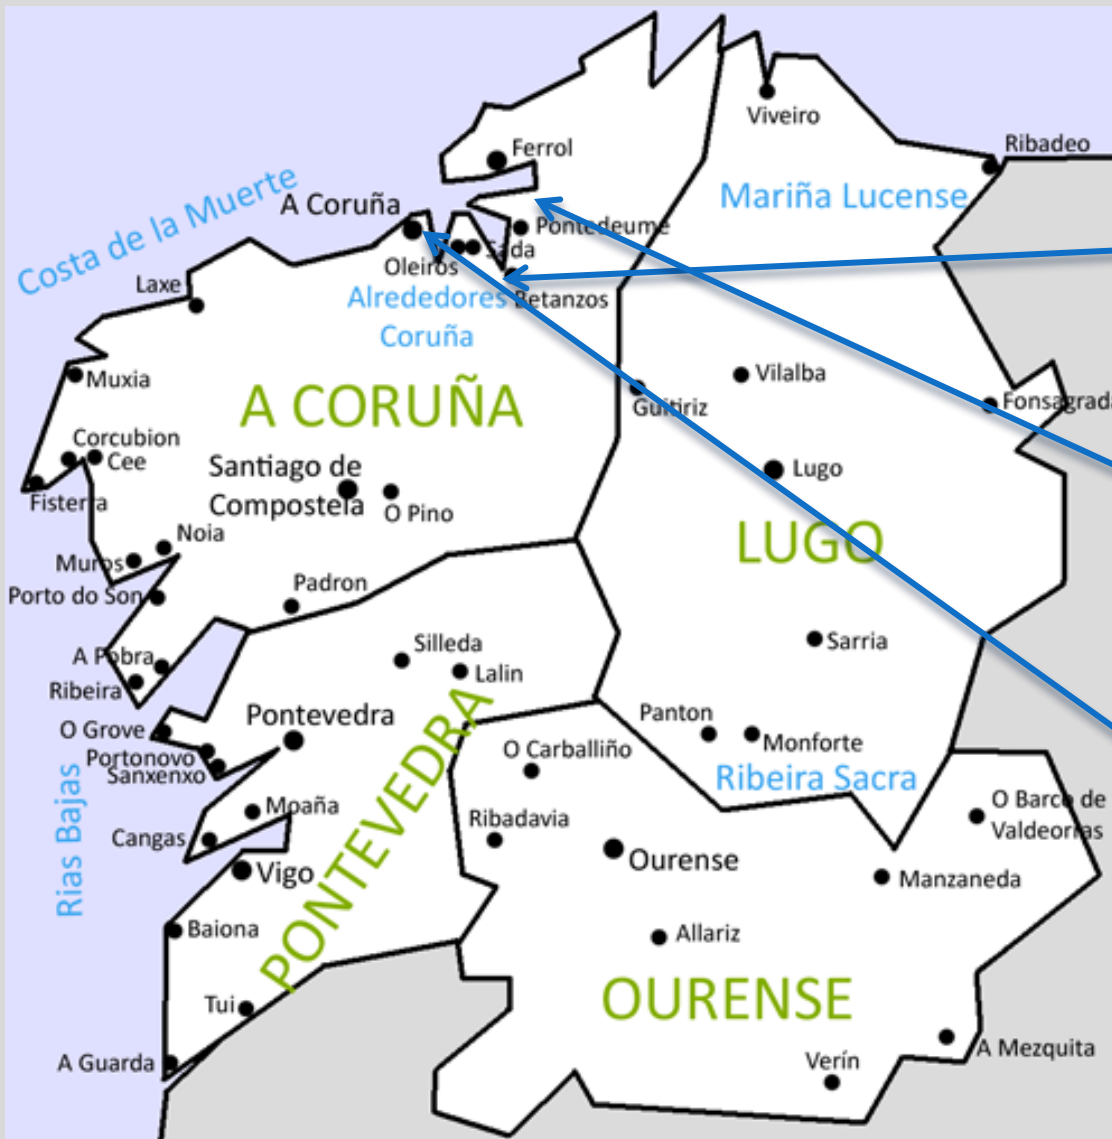 Viveiro
Ribadeo
Ferrol
Costa de la Muerte
Mariña Lucense
A Coruña
Pontedeume
Sada
Oleiros
Laxe
Alrededores
Coruña
Betanzos
Muxia
A CORUÑA
Vilalba
Guitiriz
Fonsagrada
Corcubion
Cee
Santiago de
Compostela
O Pino
Lugo
Fisterra
LUGO
Noia
Muros
Porto do Son
Padron
A Pobra
Ribeira
Silleda
Lalin
Sarria
O Grove
Pontevedra
Portonovo
Sanxenxo
PONTEVEDRA
Panton
Monforte
O Carballiño
Ribeira Sacra
Rias Bajas
Moaña
Cangas
Ribadavia
O Barco de
Valdeorras
Vigo
Ourense
Manzaneda
Baiona
Allariz
OURENSE
Tui
A Guarda
Verín
A Mezquita